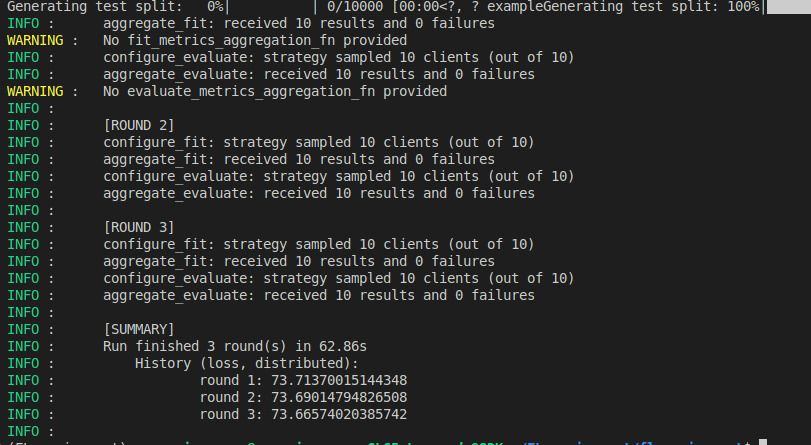 Generating test split:   0%|          | 0/10000 [00:00<?, ? exampleGenerating test split: 100%|
INFO :      aggregate_fit: received 10 results and 0 failures
WARNING :   No fit_metrics_aggregation_fn provided
INFO :      configure_evaluate: strategy sampled 10 clients (out of 10)
INFO :      aggregate_evaluate: received 10 results and 0 failures
WARNING :   No evaluate_metrics_aggregation_fn provided
INFO :
INFO :      [ROUND 2]
INFO :      configure_fit: strategy sampled 10 clients (out of 10)
INFO :      aggregate_fit: received 10 results and 0 failures
INFO :      configure_evaluate: strategy sampled 10 clients (out of 10)
INFO :      aggregate_evaluate: received 10 results and 0 failures
INFO :
INFO :      [ROUND 3]
INFO :      configure_fit: strategy sampled 10 clients (out of 10)
INFO :      aggregate_fit: received 10 results and 0 failures
INFO :      configure_evaluate: strategy sampled 10 clients (out of 10)
INFO :      aggregate_evaluate: received 10 results and 0 failures
INFO :
INFO :      [SUMMARY]
INFO :      Run finished 3 round(s) in 62.86s
INFO :          History (loss, distributed):
INFO :                  round 1: 73.71370015144348
INFO :                  round 2: 73.69014794826508
INFO :                  round 3: 73.66574020385742
INFO :